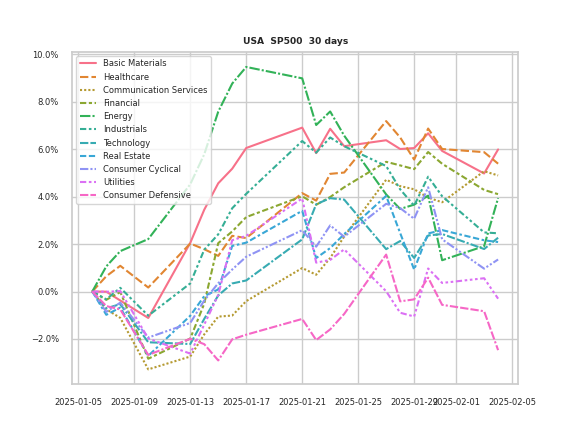 USA SP500 30 days
10.0%
8.0%
6.0%
4.0%
2.0%
0.0%
−2.0%
Basic Materials
Healthcare
Communication Services
Financial
Energy
Industrials
Technology
Real Estate
Consumer Cyclical
Utilities
Consumer Defensive
2025-01-05 2025-01-09 2025-01-13 2025-01-17 2025-01-21 2025-01-25 2025-01-29 2025-02-01 2025-02-05